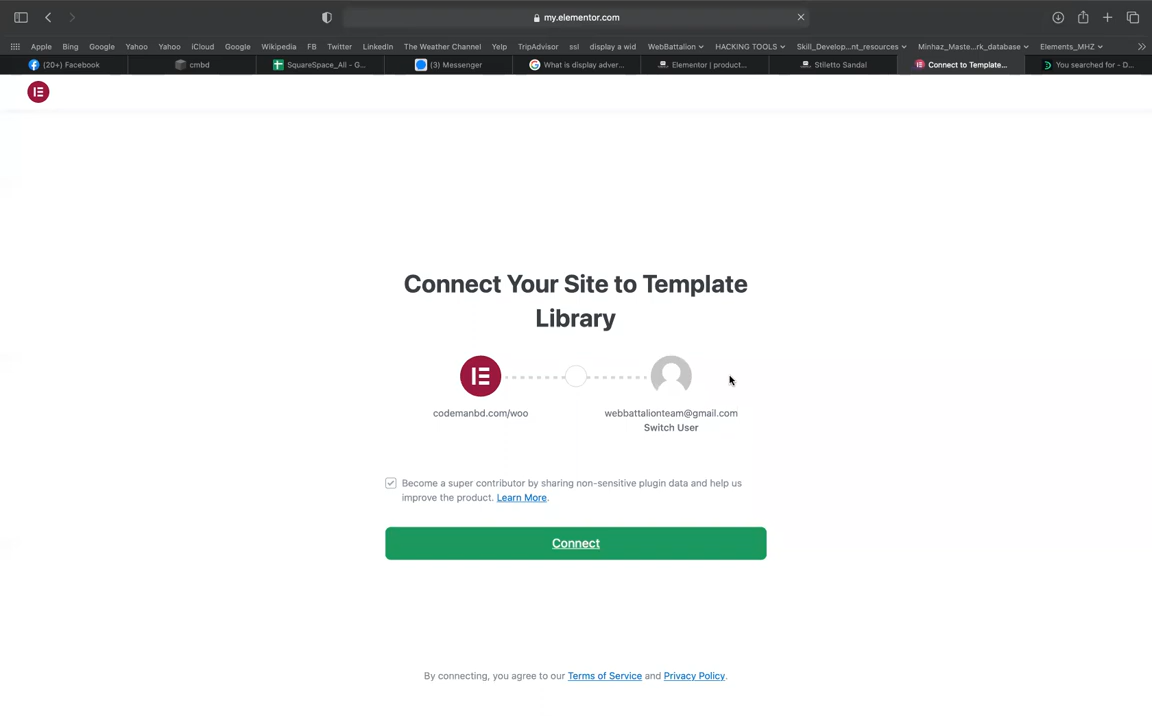 my.elementor.com
Apple Bing Google Yahoo Yahoo iCloud Google Wikipedia FB Twitter LinkedIn The Weather Channel Yelp TripAdvisor ssl display a wid WebBattalion HACKING TOOLS Skill_Develop...nt_resources Minhaz_Maste...rk_database Elements_MHZ
(20+) Facebook cmbd SquareSpace_All - G... (3) Messenger What is display adver... Elementor | product... Stiletto Sandal Connect to Template... You searched for - D...
Connect Your Site to Template
Library
codemanbd.com/woo webbattalionteam@gmail.com
Switch User
Become a super contributor by sharing non-sensitive plugin data and help us
improve the product. Learn More.
Connect
By connecting, you agree to our Terms of Service and Privacy Policy.